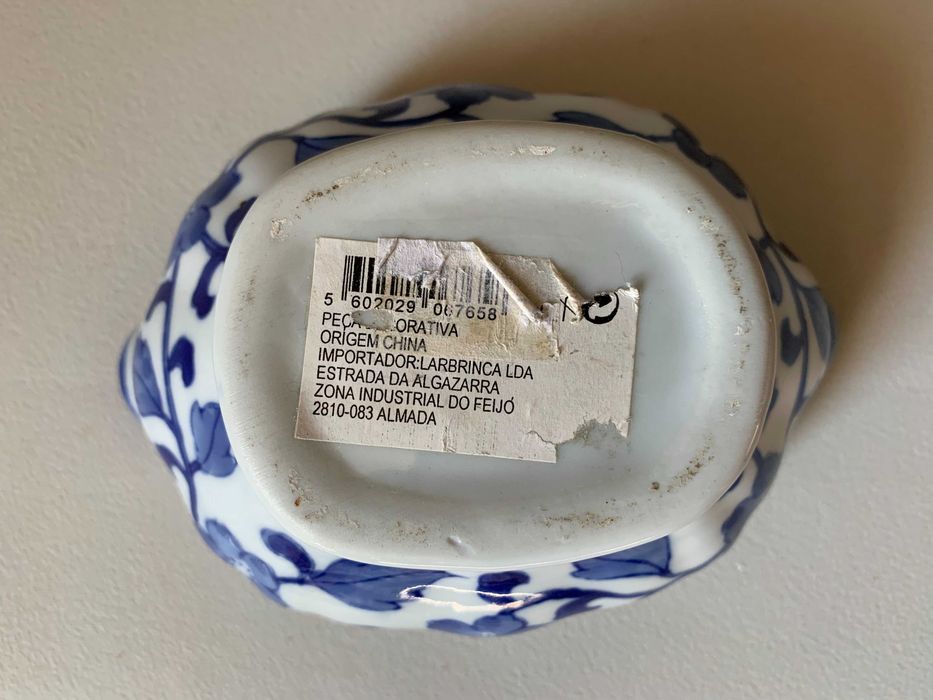 5 602029 067658
PEÇA ORATIVA
ORIGEM CHINA
IMPORTADOR:LARBRINCA LDA
ESTRADA DA ALGAZARRA
ZONA INDUSTRIAL DO FEIJÓ
2810-083 ALMADA